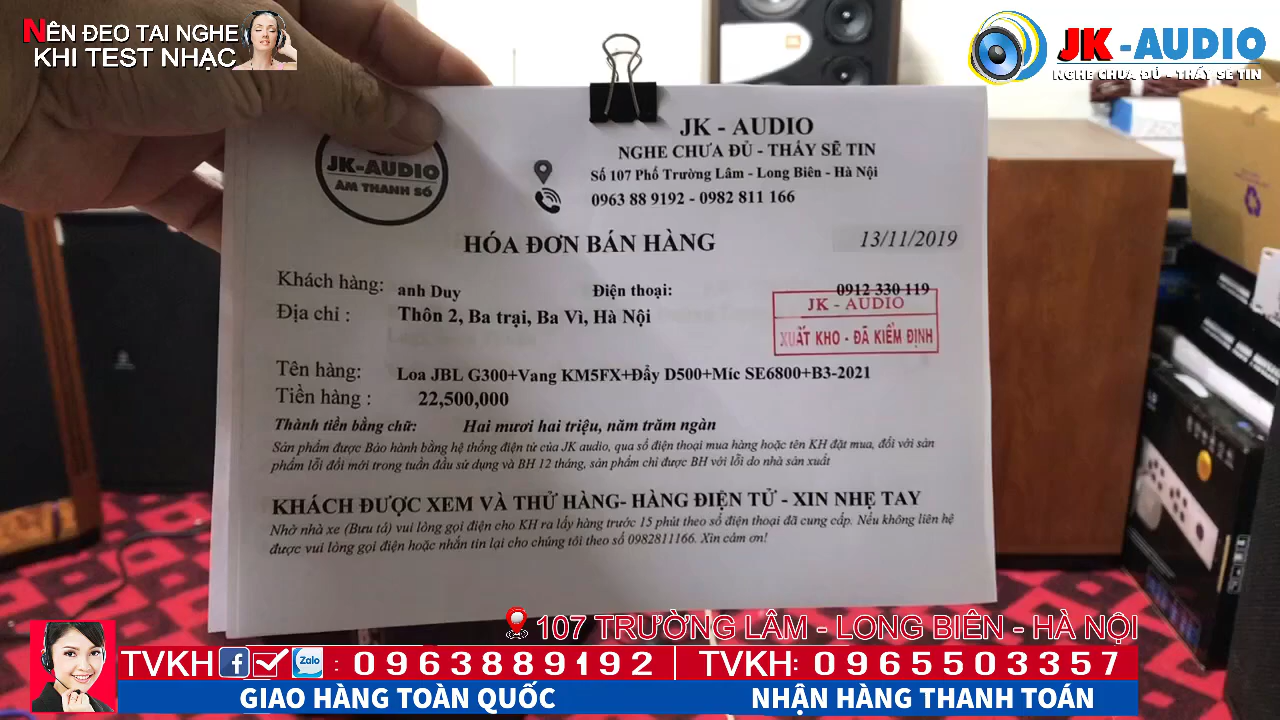 NÊN ĐEO TAI NGHE
KHI TEST NHẠC
JK-AUDIO
NGHE CHƯA ĐỦ - THẤY SẼ TIN
JK-AUDIO
ÂM THANH SỐ
JK - AUDIO
NGHE CHƯA ĐỦ - THẤY SẼ TIN
Số 107 Phố Trường Lâm - Long Biên - Hà Nội
0963 88 9192 - 0982 811 166
HÓA ĐƠN BÁN HÀNG
13/11/2019
Khách hàng: anh Duy Điện thoại: 0912 330 119
Địa chỉ : Thôn 2, Ba trại, Ba Vì, Hà Nội
JK - AUDIO
XUẤT KHO - ĐÃ KIỂM ĐỊNH
Tên hàng: Loa JBL G300+Vang KM5FX+Đẩy D500+Míc SE6800+B3-2021
Tiền hàng : 22,500,000
Thành tiền bằng chữ: Hai mươi hai triệu, năm trăm ngàn
Sản phẩm được Bảo hành bằng hệ thống điện tử của JK audio, qua số điện thoại mua hàng hoặc tên KH đặt mua, đối với sản
phẩm lỗi đổi mới trong tuần đầu sử dụng và BH 12 tháng, sản phẩm chỉ được BH với lỗi do nhà sản xuất
KHÁCH ĐƯỢC XEM VÀ THỬ HÀNG- HÀNG ĐIỆN TỬ - XIN NHẸ TAY
Nhờ nhà xe (Bưu tá) vui lòng gọi điện cho KH ra lấy hàng trước 15 phút theo số điện thoại đã cung cấp. Nếu không liên hệ
được vui lòng gọi điện hoặc nhắn tin lại cho chúng tôi theo số 0982811166. Xin cảm ơn!
107 TRƯỜNG LÂM - LONG BIÊN - HÀ NỘI
TVKH f Zalo : 0963889192 | TVKH: 0965503357
GIAO HÀNG TOÀN QUỐC NHẬN HÀNG THANH TOÁN